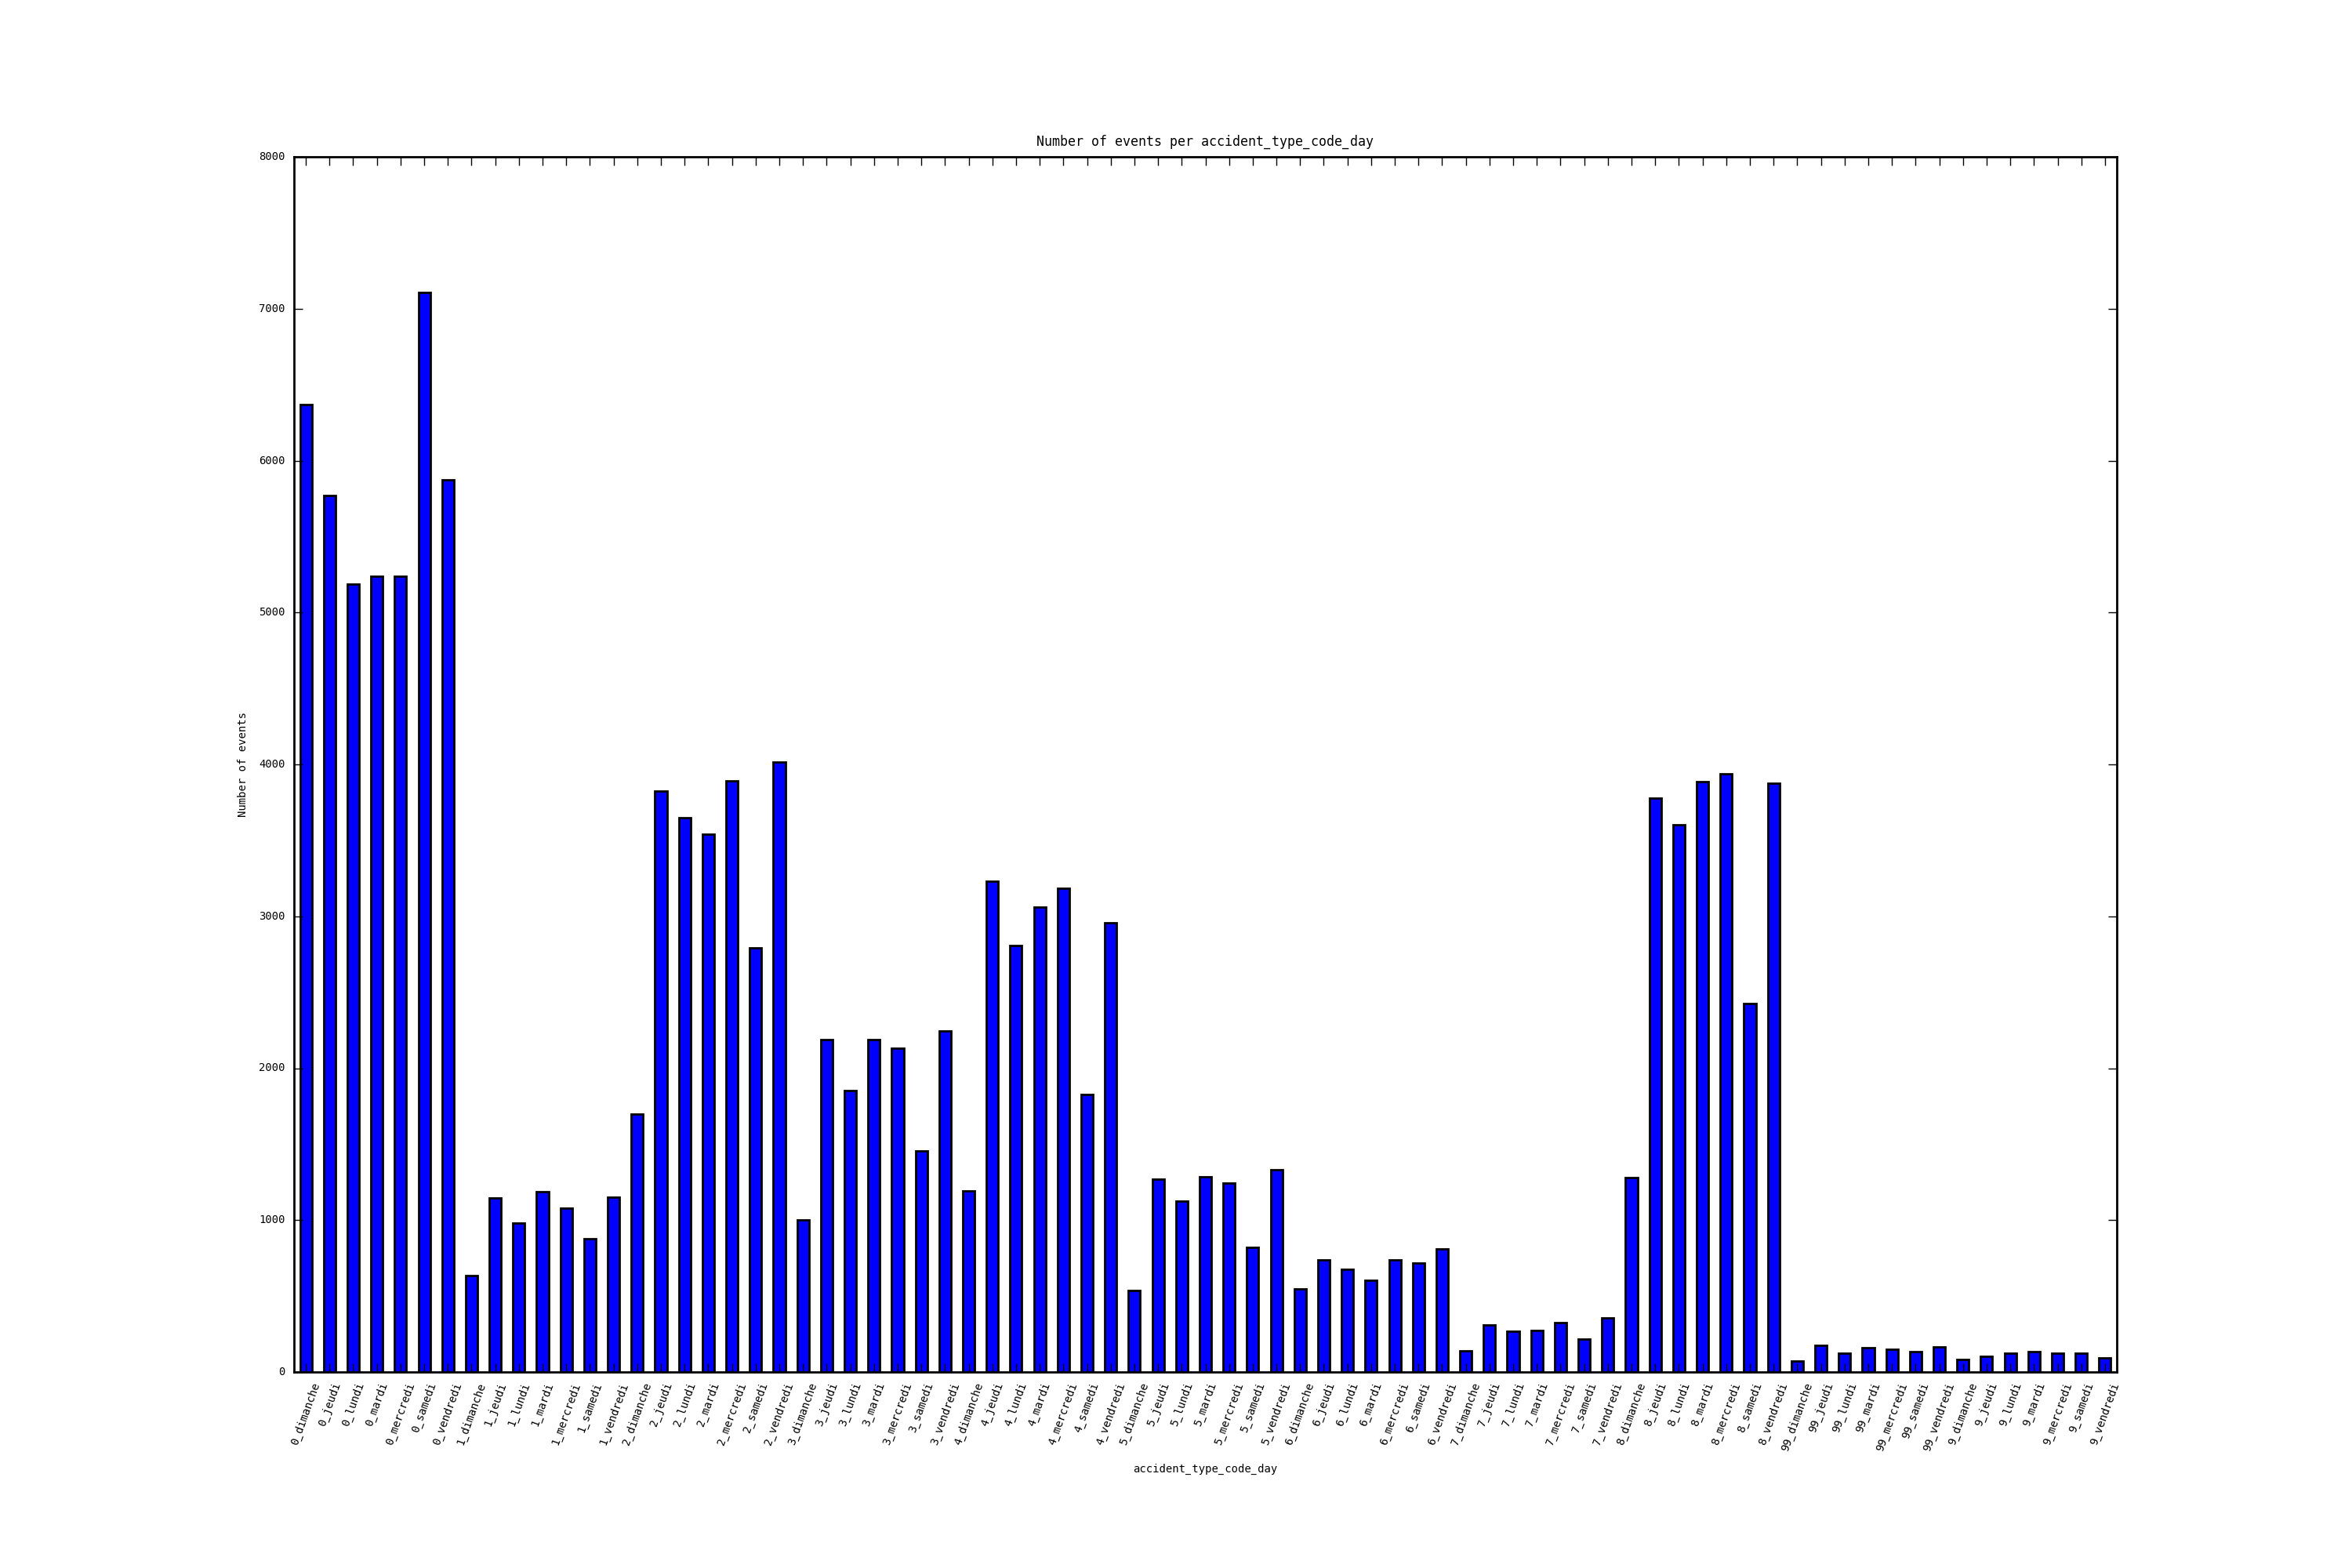 Number of events per accident_type_code_day
8000
7000
6000
5000
4000
3000
2000
1000
0
Number of events
0_dimanche
0_jeudi
0_lundi
0_mardi
0_mercredi
0_samedi
0_vendredi
1_dimanche
1_jeudi
1_lundi
1_mardi
1_mercredi
1_samedi
1_vendredi
2_dimanche
2_jeudi
2_lundi
2_mardi
2_mercredi
2_samedi
2_vendredi
3_dimanche
3_jeudi
3_lundi
3_mardi
3_mercredi
3_samedi
3_vendredi
4_dimanche
4_jeudi
4_lundi
4_mardi
4_mercredi
4_samedi
4_vendredi
5_dimanche
5_jeudi
5_lundi
5_mardi
5_mercredi
5_samedi
5_vendredi
6_dimanche
6_jeudi
6_lundi
6_mardi
6_mercredi
6_samedi
6_vendredi
7_dimanche
7_jeudi
7_lundi
7_mardi
7_mercredi
7_samedi
7_vendredi
8_dimanche
8_jeudi
8_lundi
8_mardi
8_mercredi
8_samedi
8_vendredi
99_dimanche
99_jeudi
99_lundi
99_mardi
99_mercredi
99_samedi
99_vendredi
9_dimanche
9_jeudi
9_lundi
9_mardi
9_mercredi
9_samedi
9_vendredi
accident_type_code_day